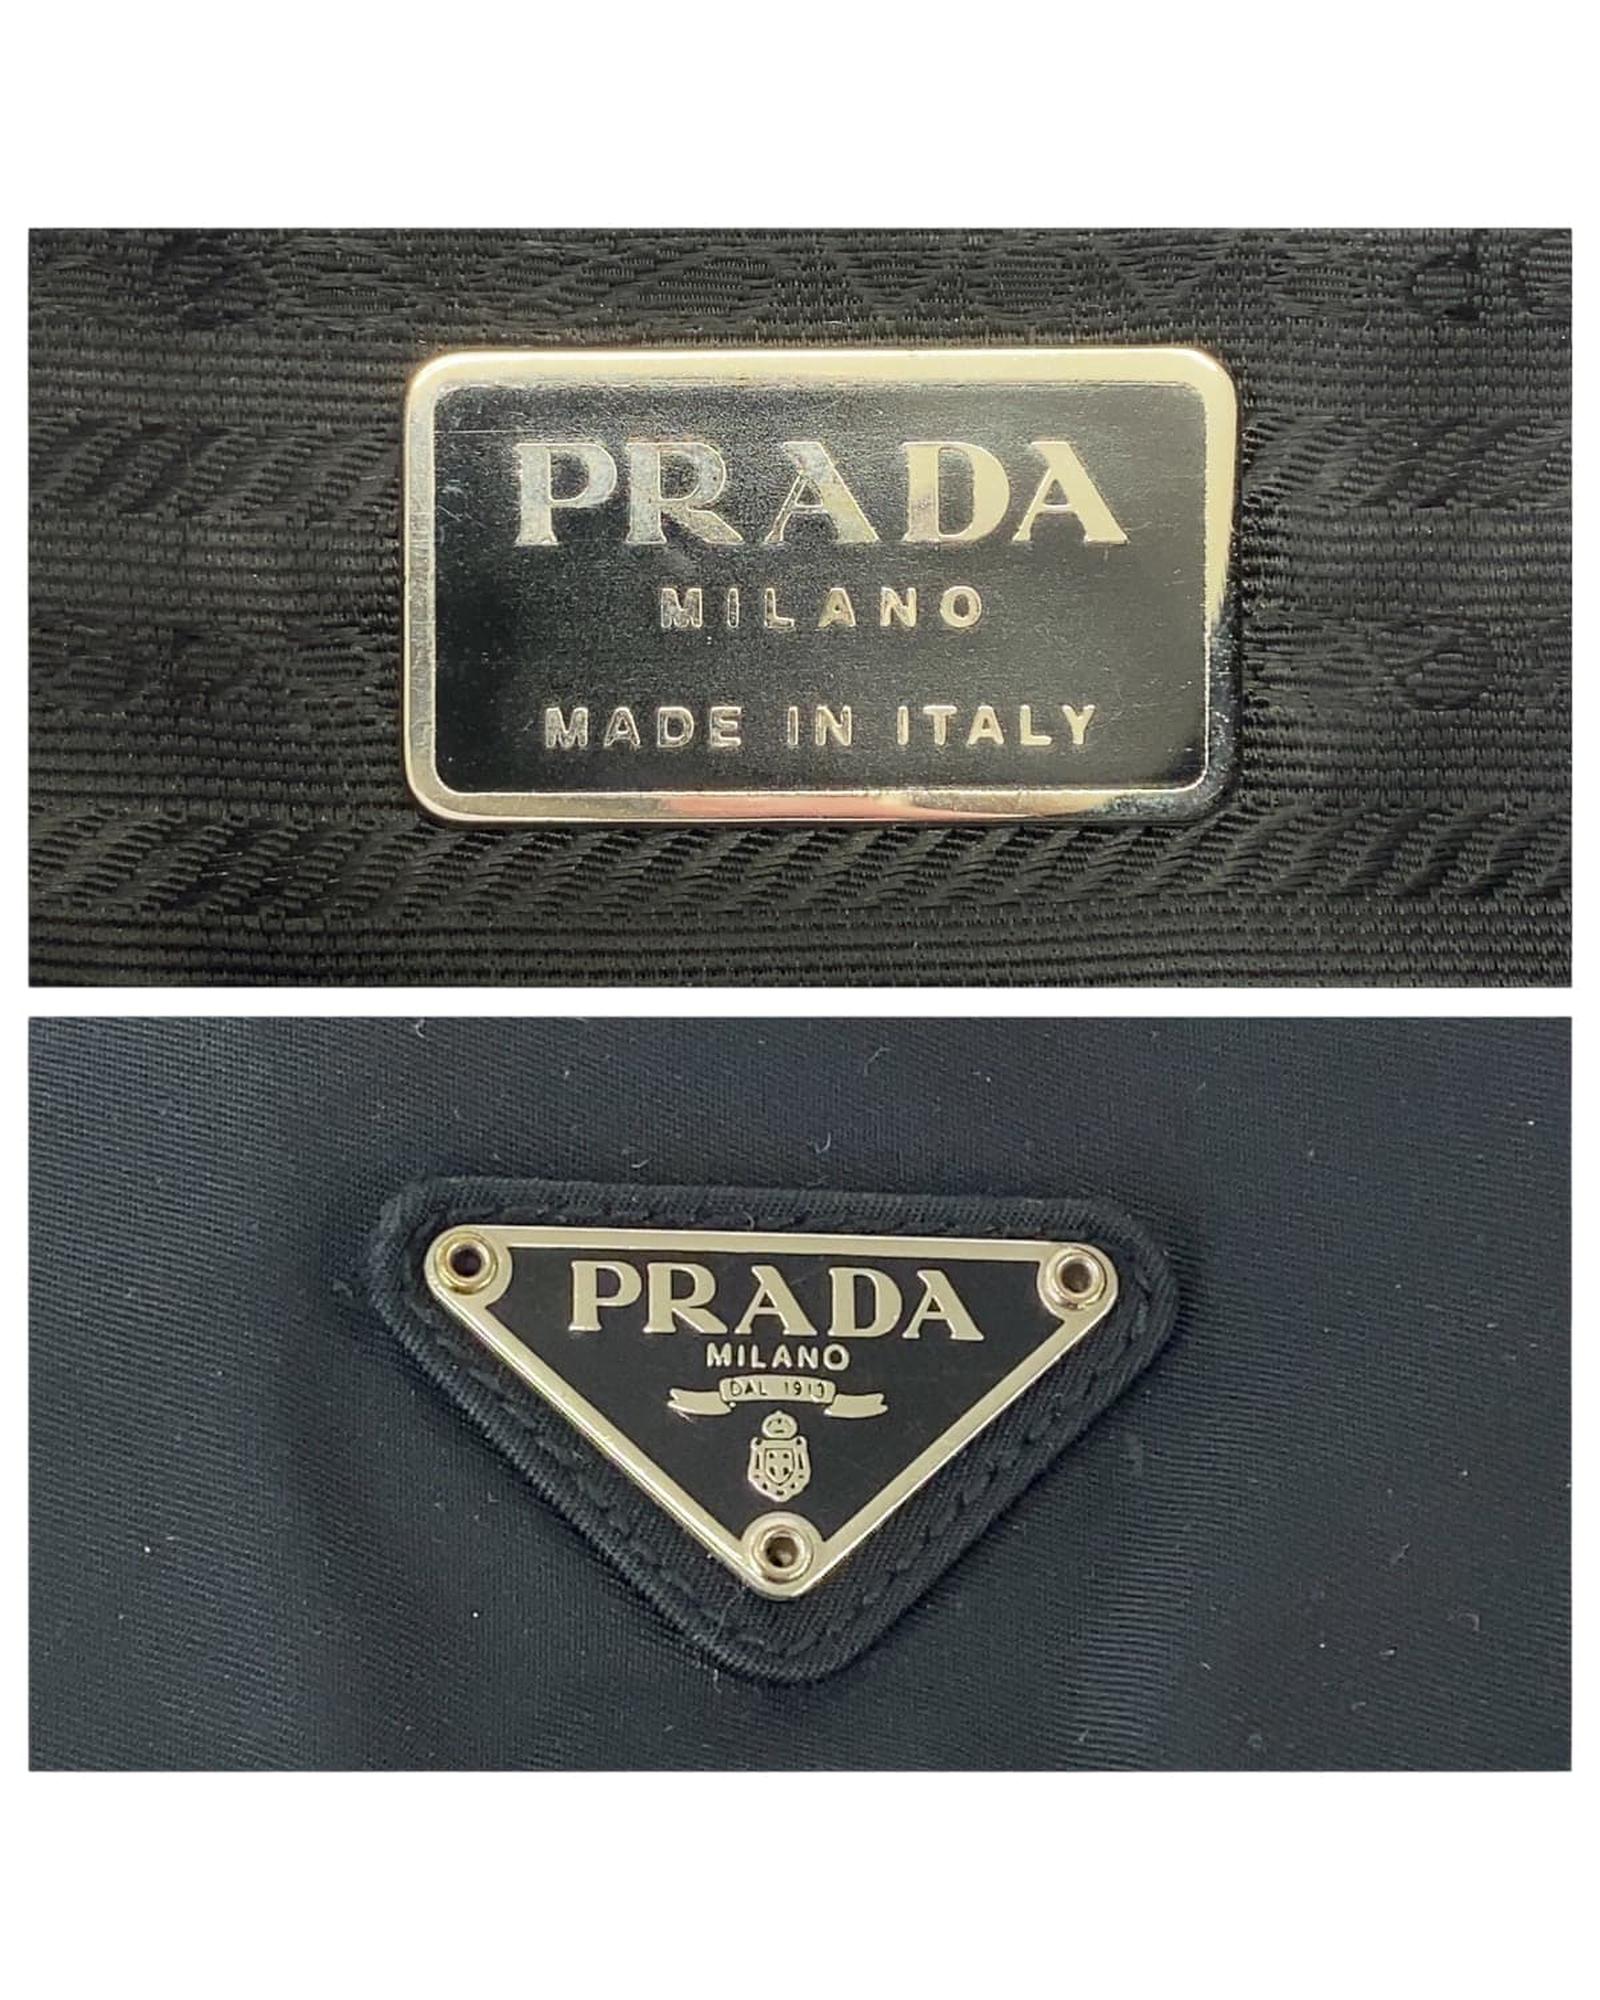 PRADA
MILANO
MADE IN ITALY
PRADA
MILANO
DAL 1913